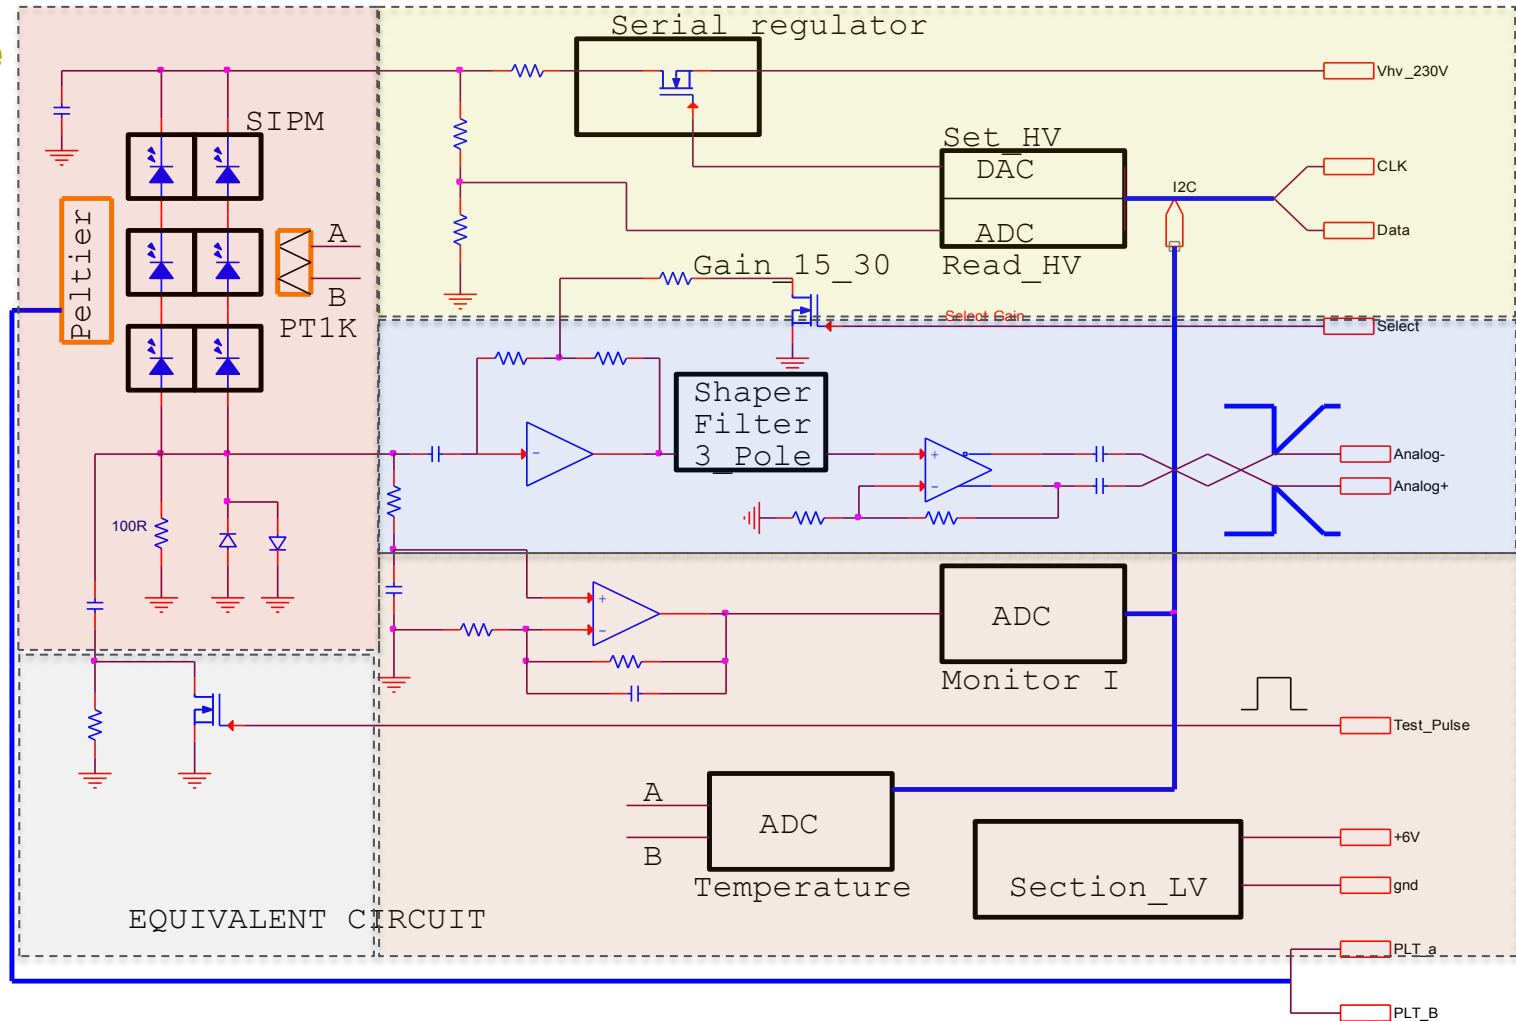 Serial regulator
Vhv_230V
SIPM
Set_HV
DAC
CLK
I2C
Peltier
A
ADC
Data
B
Gain_15_30
Read_HV
PT1K
Select Gain
Select
Shaper
Filter
3_Pole
+
-
Analog-
-
Analog+
100R
+
-
ADC
Monitor I
Test_Pulse
A
ADC
B
+6V
Temperature
Section_LV
gnd
EQUIVALENT CIRCUIT
PLT_a
PLT_B